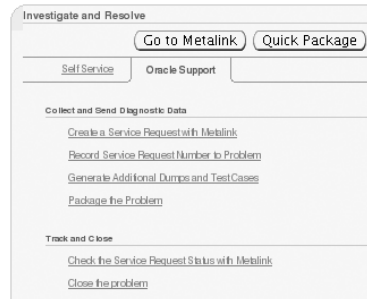 Investigate and Resolve
Go to Metalink Quick Package
Self Service Oracle Support
Collect and Send Diagnostic Data
Create a Service Request with Metalink
Record Service Request Number to Problem
Generate Additional Dumps and Test Cases
Package the Problem
Track and Close
Check the Service Request Status with Metalink
Close the problem